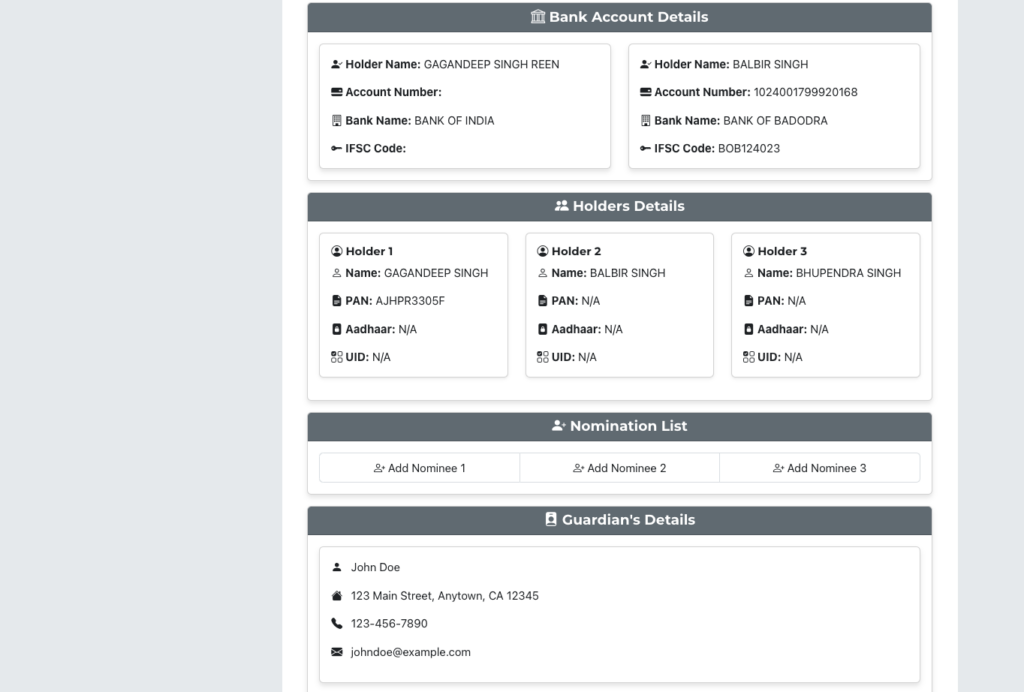 Bank Account Details
Holder Name: GAGANDEEP SINGH REEN
Account Number:
Bank Name: BANK OF INDIA
IFSC Code:
Holder Name: BALBIR SINGH
Account Number: 1024001799920168
Bank Name: BANK OF BADODRA
IFSC Code: BOB124023
Holders Details
Holder 1
Name: GAGANDEEP SINGH
PAN: AJHPR3305F
Aadhaar: N/A
UID: N/A
Holder 2
Name: BALBIR SINGH
PAN: N/A
Aadhaar: N/A
UID: N/A
Holder 3
Name: BHUPENDRA SINGH
PAN: N/A
Aadhaar: N/A
UID: N/A
Nomination List
Add Nominee 1
Add Nominee 2
Add Nominee 3
Guardian's Details
John Doe
123 Main Street, Anytown, CA 12345
123-456-7890
johndoe@example.com